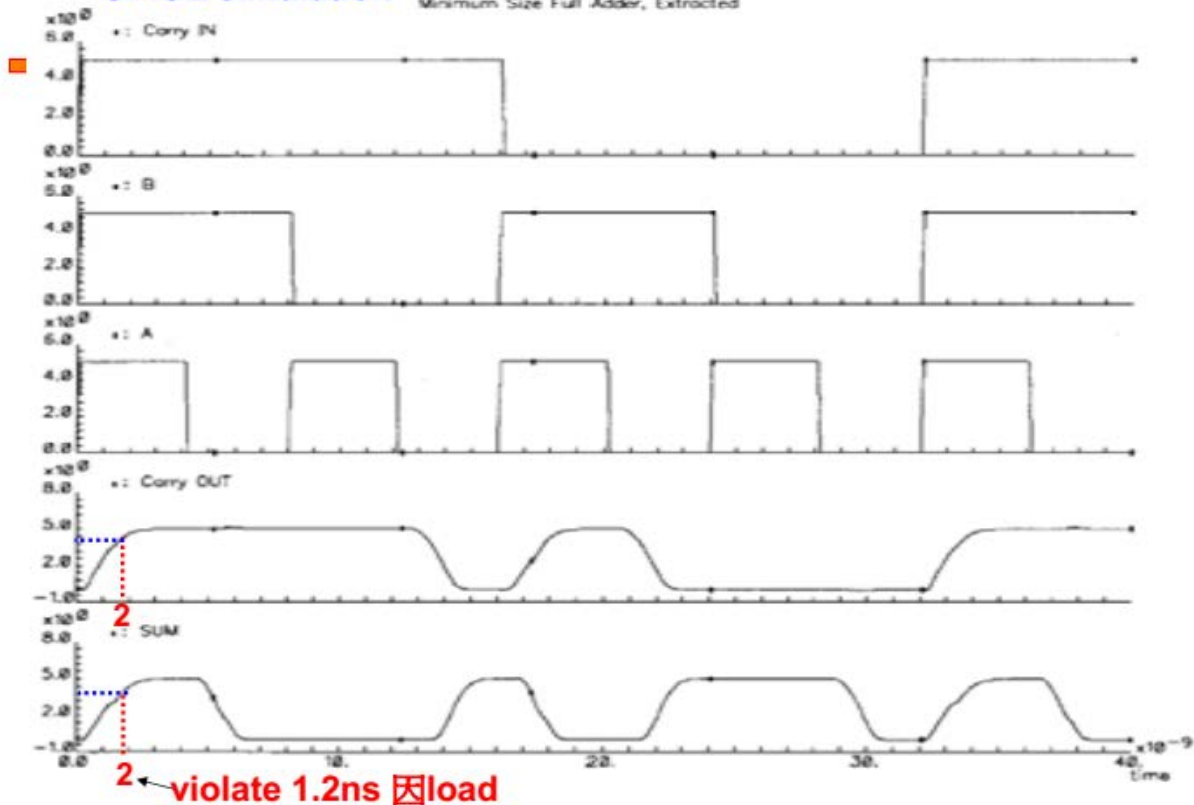 Minimum Size Full Adder, Extracted
x10 0
6.0
•: Carry IN
4.0
2.0
0.0
x10 0
6.0
•: B
4.0
2.0
0.0
x10 0
6.0
•: A
4.0
2.0
0.0
x10 0
8.0
•: Carry OUT
5.0
2.0
-1.0
2
x10 0
8.0
•: SUM
5.0
2.0
-1.0
0.0 10. 20. 30. 40. x10 -9
time
2
violate 1.2ns 因load